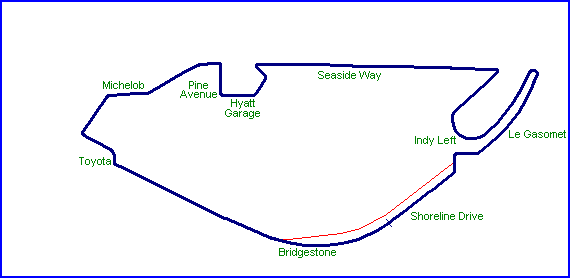 Seaside Way
Michelob
Pine
Avenue
Hyatt
Garage
Le Gasomet
Indy Left
Toyota
Shoreline Drive
Bridgestone